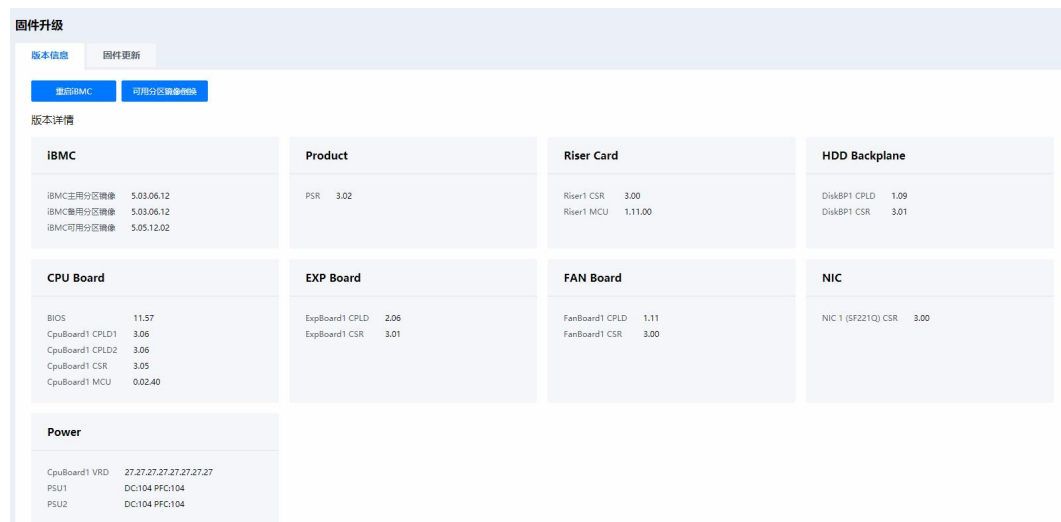 固件升级
版本信息 固件更新
重启iBMC 可用分区镜像倒换
版本详情
iBMC
iBMC主用分区镜像 5.03.06.12
iBMC备用分区镜像 5.03.06.12
iBMC可用分区镜像 5.05.12.02
Product
PSR 3.02
Riser Card
Riser1 CSR 3.00
Riser1 MCU 1.11.00
HDD Backplane
DiskBP1 CPLD 1.09
DiskBP1 CSR 3.01
CPU Board
BIOS 11.57
CpuBoard1 CPLD1 3.06
CpuBoard1 CPLD2 3.06
CpuBoard1 CSR 3.05
CpuBoard1 MCU 0.02.40
EXP Board
ExpBoard1 CPLD 2.06
ExpBoard1 CSR 3.01
FAN Board
FanBoard1 CPLD 1.11
FanBoard1 CSR 3.00
NIC
NIC 1 (SF221Q) CSR 3.00
Power
CpuBoard1 VRD 27.27.27.27.27.27.27.27
PSU1 DC:104 PFC:104
PSU2 DC:104 PFC:104